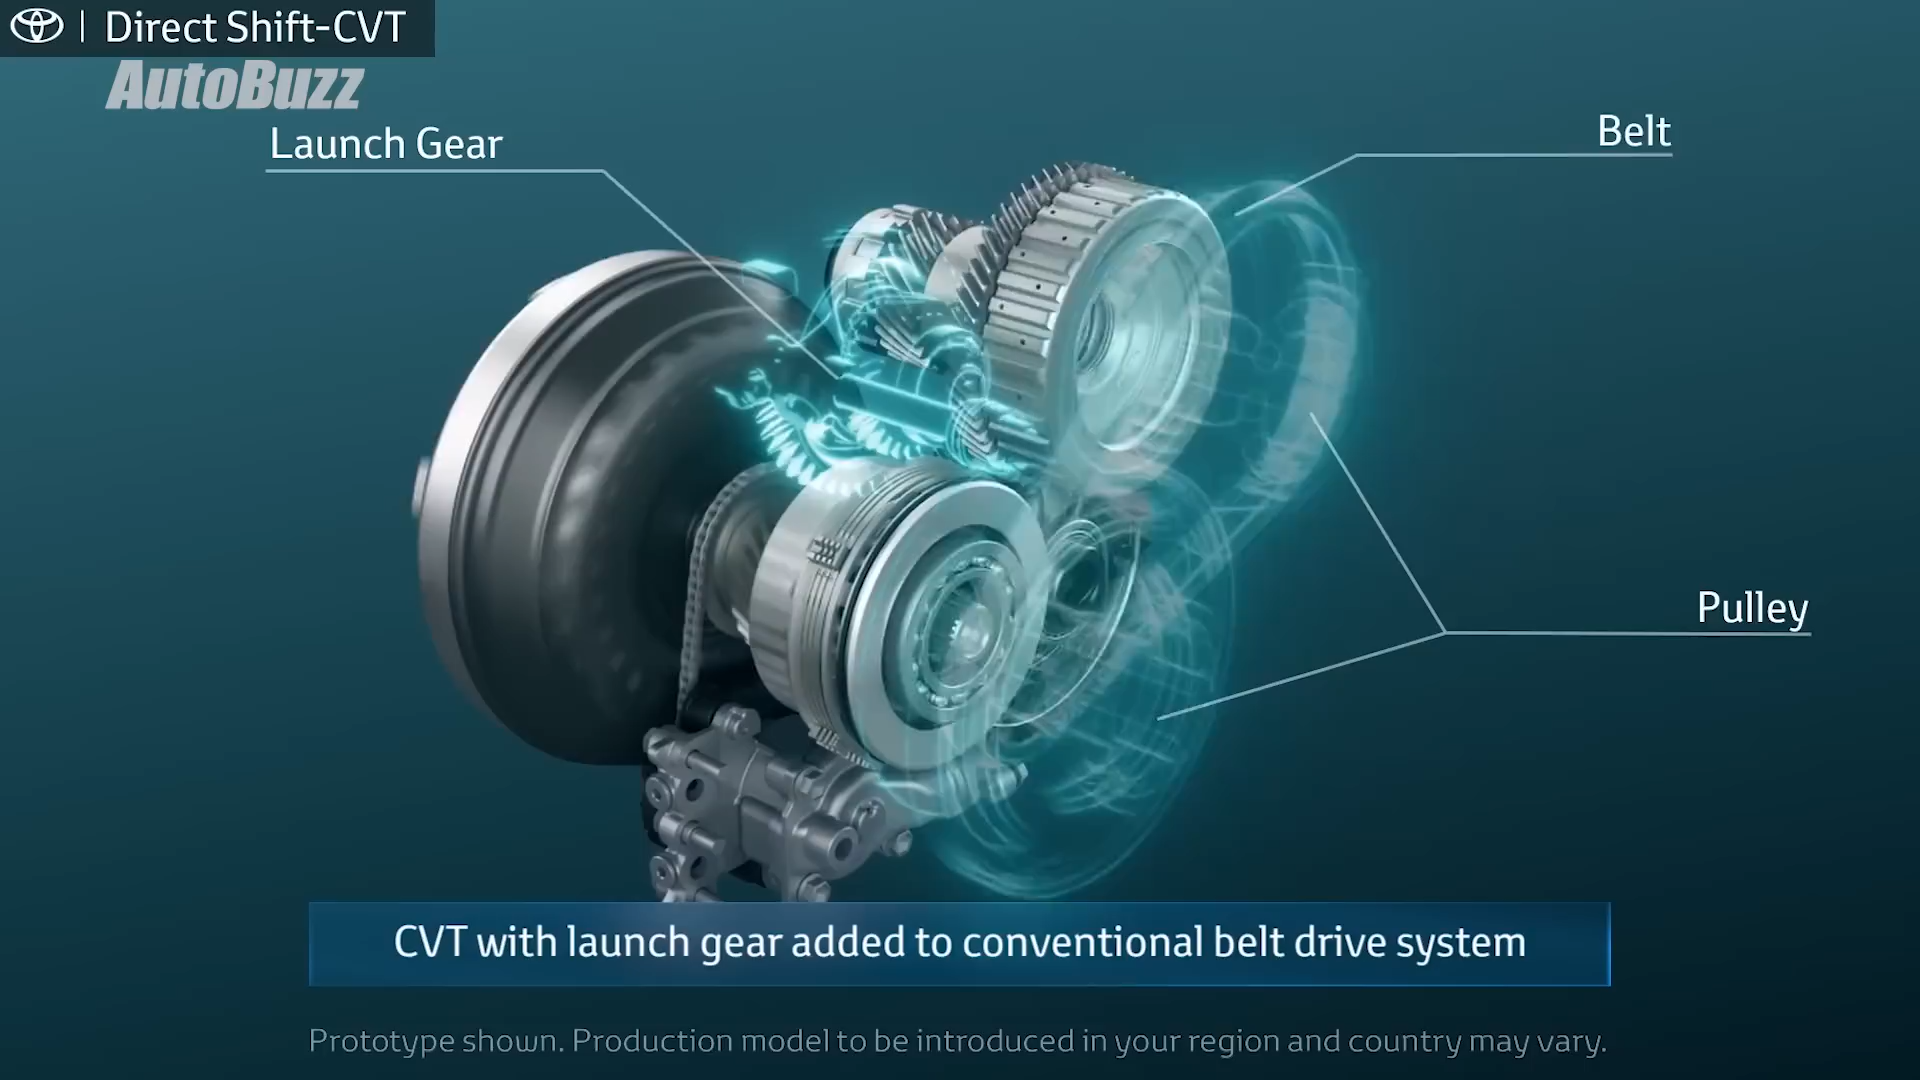 | Direct Shift-CVT
AutoBuzz
Launch Gear
Belt
Pulley
CVT with launch gear added to conventional belt drive system
Prototype shown. Production model to be introduced in your region and country may vary.